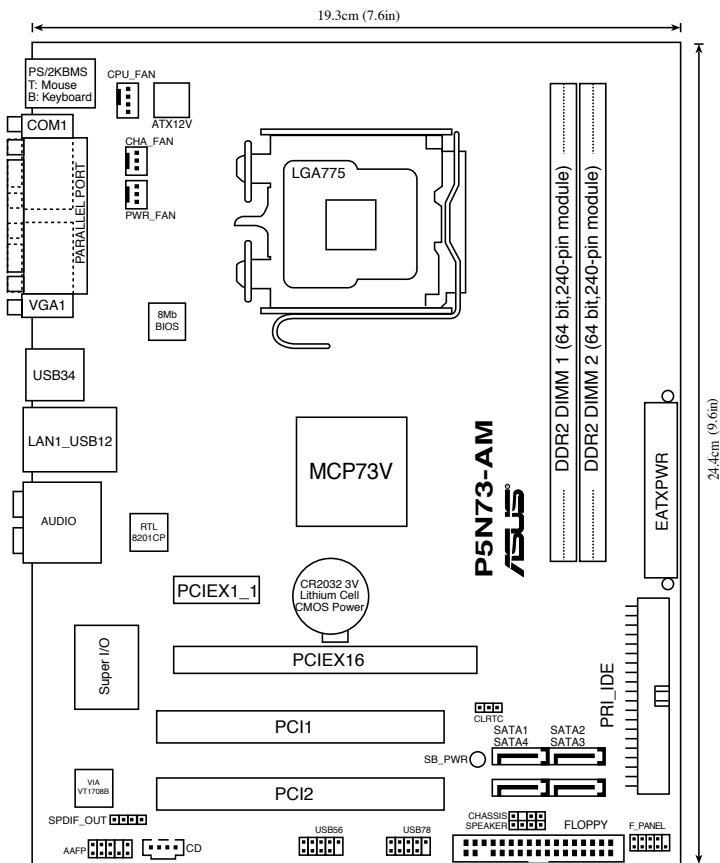 19.3cm (7.6in)
PS/2KBMS
T: Mouse
B: Keyboard
CPU_FAN
ATX12V
COM1
CHA_FAN
PWR_FAN
PARALLEL PORT
LGA775
VGA1
8Mb
BIOS
DDR2 DIMM 1 (64 bit,240-pin module)
DDR2 DIMM 2 (64 bit,240-pin module)
24.4cm (9.6in)
USB34
LAN1_USB12
MCP73V
P5N73-AM
ASUS
®
EATXPWR
AUDIO
RTL
8201CP
PCIEX1_1
CR2032 3V
Lithium Cell
CMOS Power
Super I/O
PCIEX16
PRI_IDE
CLRTC
PCI1
SATA1
SATA2
SATA4
SATA3
SB_PWR
VIA
VT1708B
PCI2
SPDIF_OUT
CHASSIS
SPEAKER
FLOPPY
F_PANEL
AAFP
CD
USB56
USB78